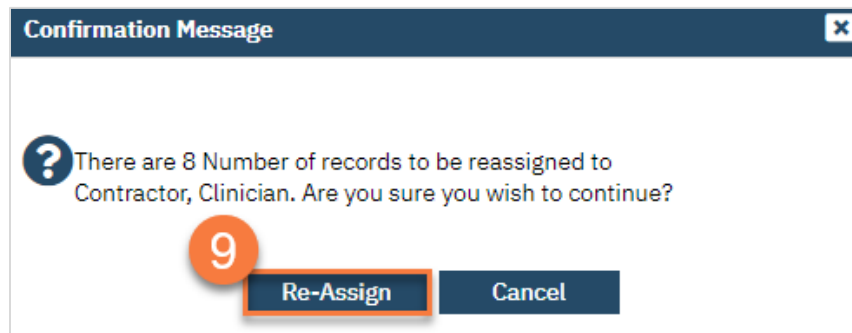 Confirmation Message
There are 8 Number of records to be reassigned to
Contractor, Clinician. Are you sure you wish to continue?
9
Re-Assign Cancel